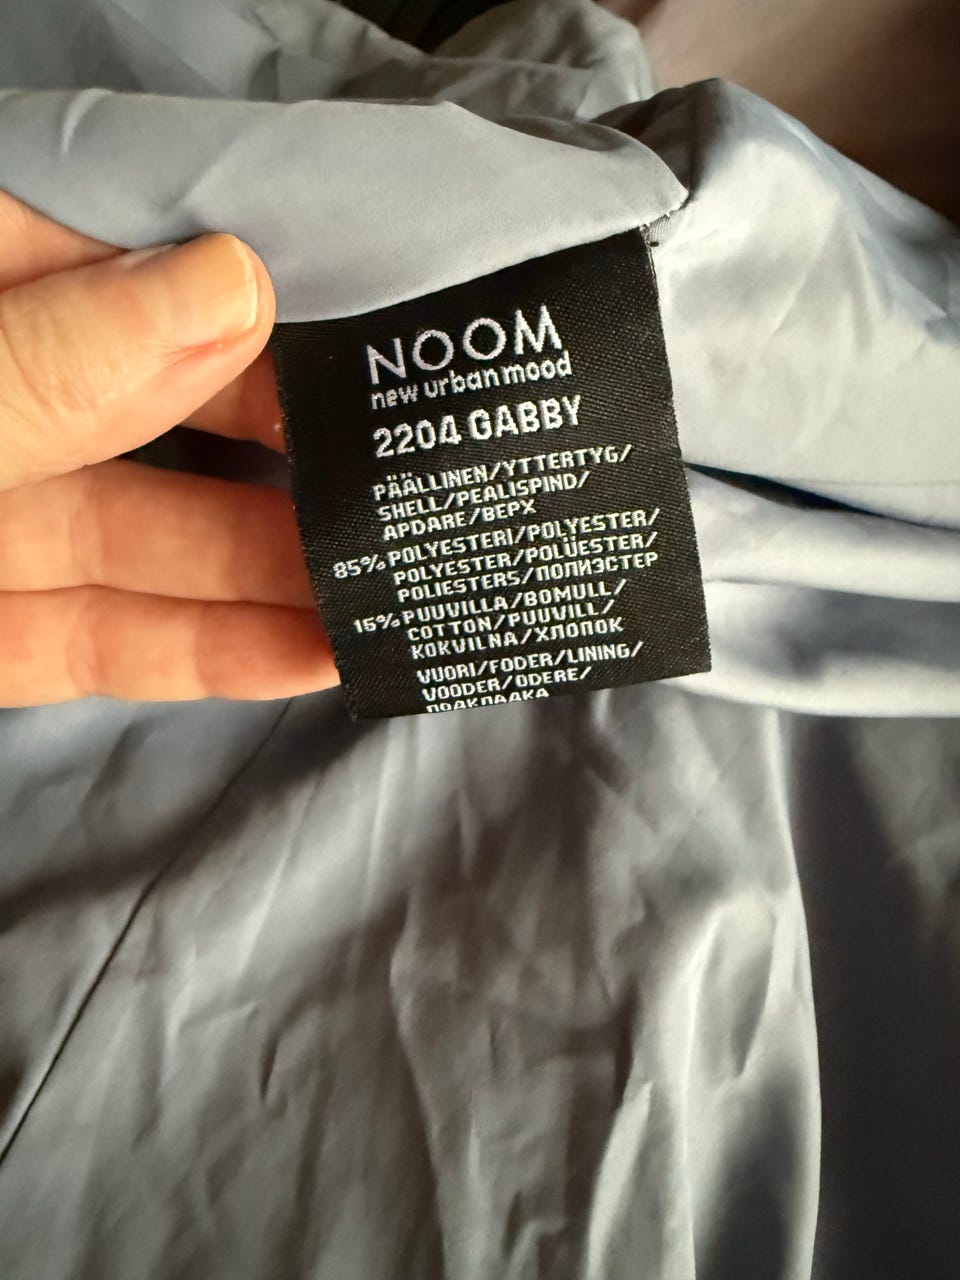 NOOM
new urban mood
2204 GABBY
PÄÄLLINEN/YTTERTYG/
SHELL/PEALISPIND/
APDARE/ВЕРХ
85% POLYESTERI/POLYESTER/
POLYESTER/POLÜESTER/
POLIESTERS/ПОЛИЭСТЕР
15% PUUVILLA/BOMULL/
COTTON/PUUVILL/
KOKVILNA/ХЛОПОК
VUORI/FODER/LINING/
VOODER/ODERE/
ПОДКЛАДКА